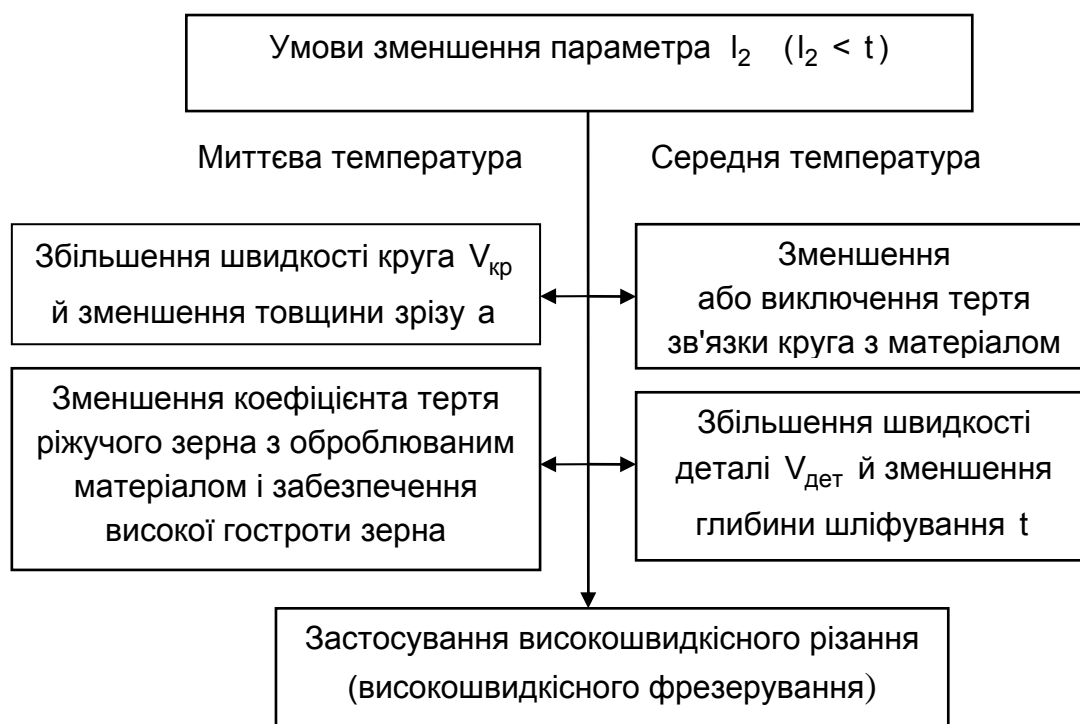 Умови зменшення параметра l₂ (l₂ < t)
Миттєва температура
Середня температура
Збільшення швидкості круга Vкр
й зменшення товщини зрізу а
Зменшення
або виключення тертя
зв'язки круга з матеріалом
Зменшення коефіцієнта тертя
ріжучого зерна з оброблюваним
матеріалом і забезпечення
високої гостроти зерна
Збільшення швидкості
деталі Vдет й зменшення
глибини шліфування t
Застосування високошвидкісного різання
(високошвидкісного фрезерування)